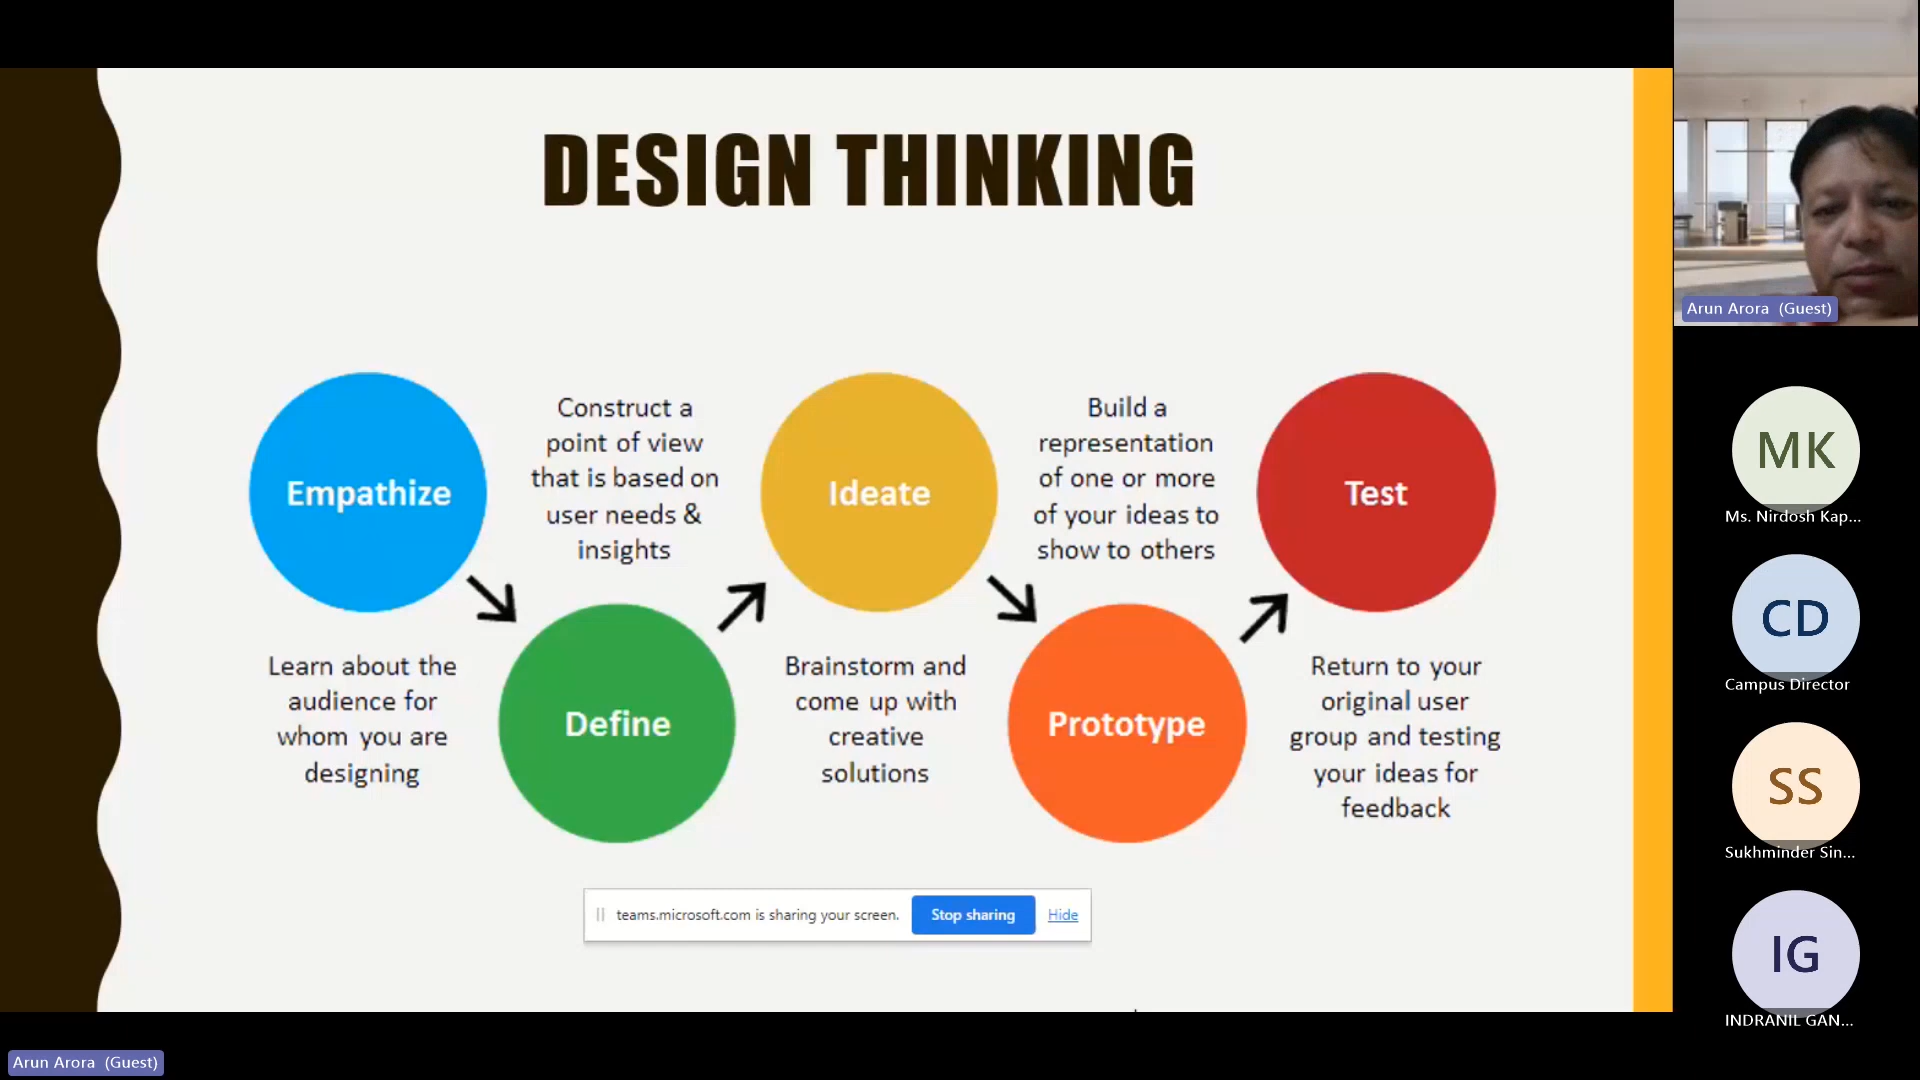 DESIGN THINKING
Empathize
Learn about the
audience for
whom you are
designing
Construct a
point of view
that is based on
user needs &
insights
Define
Ideate
Brainstorm and
come up with
creative
solutions
Build a
representation
of one or more
of your ideas to
show to others
Prototype
Test
Return to your
original user
group and testing
your ideas for
feedback
teams.microsoft.com is sharing your screen.
Stop sharing
Hide
Arun Arora (Guest)
MK
Ms. Nirdosh Kap...
CD
Campus Director
SS
Sukhminder Sin...
IG
INDRANIL GAN...
Arun Arora (Guest)